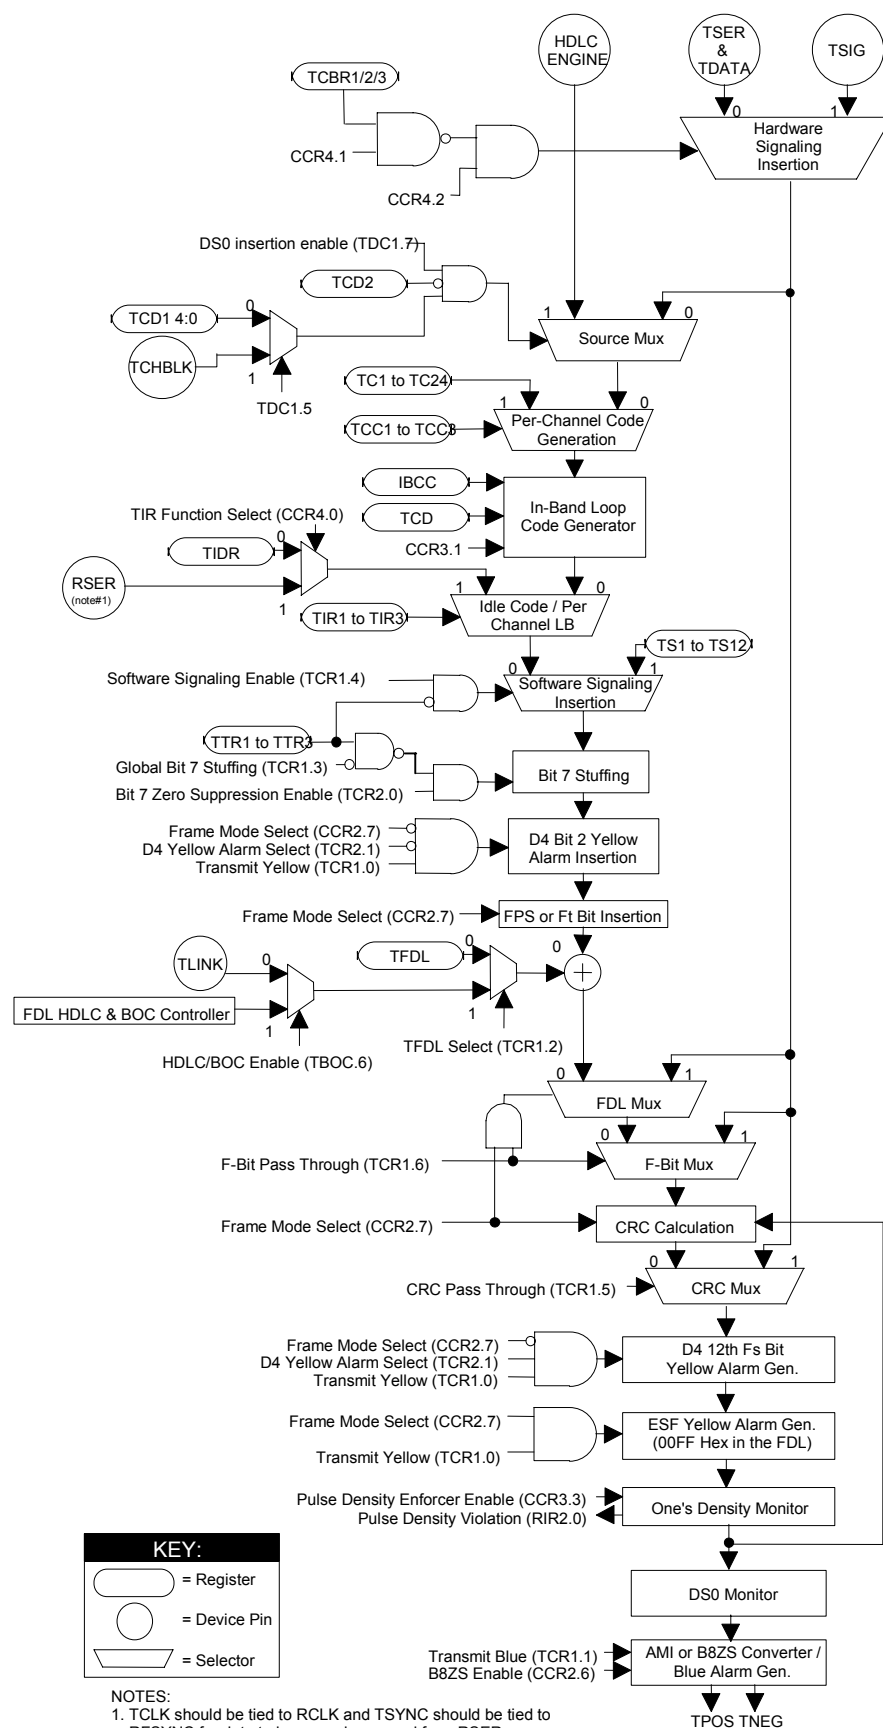 HDLC
ENGINE
TSER
&
TDATA
TSIG
TCBR1/2/3
0
1
Hardware
Signaling
Insertion
CCR4.1
CCR4.2
DS0 insertion enable (TDC1.7)
TCD2
TCD1 4:0
0
1
0
Source Mux
TCHBLK
1
TDC1.5
TC1 to TC24
1
0
Per-Channel Code
Generation
TCC1 to TCC3
IBCC
In-Band Loop
Code Generator
TCD
CCR3.1
TIR Function Select (CCR4.0)
0
TIDR
RSER
(note#1)
1
1
0
Idle Code / Per
Channel LB
TIR1 to TIR3
TS1 to TS12
0
1
Software Signaling Enable (TCR1.4)
Software Signaling
Insertion
TTR1 to TTR3
Global Bit 7 Stuffing (TCR1.3)
Bit 7 Stuffing
Bit 7 Zero Suppression Enable (TCR2.0)
Frame Mode Select (CCR2.7)
D4 Yellow Alarm Select (TCR2.1)
Transmit Yellow (TCR1.0)
D4 Bit 2 Yellow
Alarm Insertion
Frame Mode Select (CCR2.7)
FPS or Ft Bit Insertion
0
0
TFDL
TLINK
0
FDL HDLC & BOC Controller
1
1
TFDL Select (TCR1.2)
HDLC/BOC Enable (TBOC.6)
0
1
FDL Mux
0
1
F-Bit Pass Through (TCR1.6)
F-Bit Mux
Frame Mode Select (CCR2.7)
CRC Calculation
0
1
CRC Pass Through (TCR1.5)
CRC Mux
Frame Mode Select (CCR2.7)
D4 Yellow Alarm Select (TCR2.1)
Transmit Yellow (TCR1.0)
D4 12th Fs Bit
Yellow Alarm Gen.
Frame Mode Select (CCR2.7)
Transmit Yellow (TCR1.0)
ESF Yellow Alarm Gen.
(00FF Hex in the FDL)
Pulse Density Enforcer Enable (CCR3.3)
Pulse Density Violation (RIR2.0)
One's Density Monitor
KEY:
= Register
= Device Pin
= Selector
DS0 Monitor
Transmit Blue (TCR1.1)
B8ZS Enable (CCR2.6)
AMI or B8ZS Converter /
Blue Alarm Gen.
TPOS TNEG
NOTES:
1. TCLK should be tied to RCLK and TSYNC should be tied to